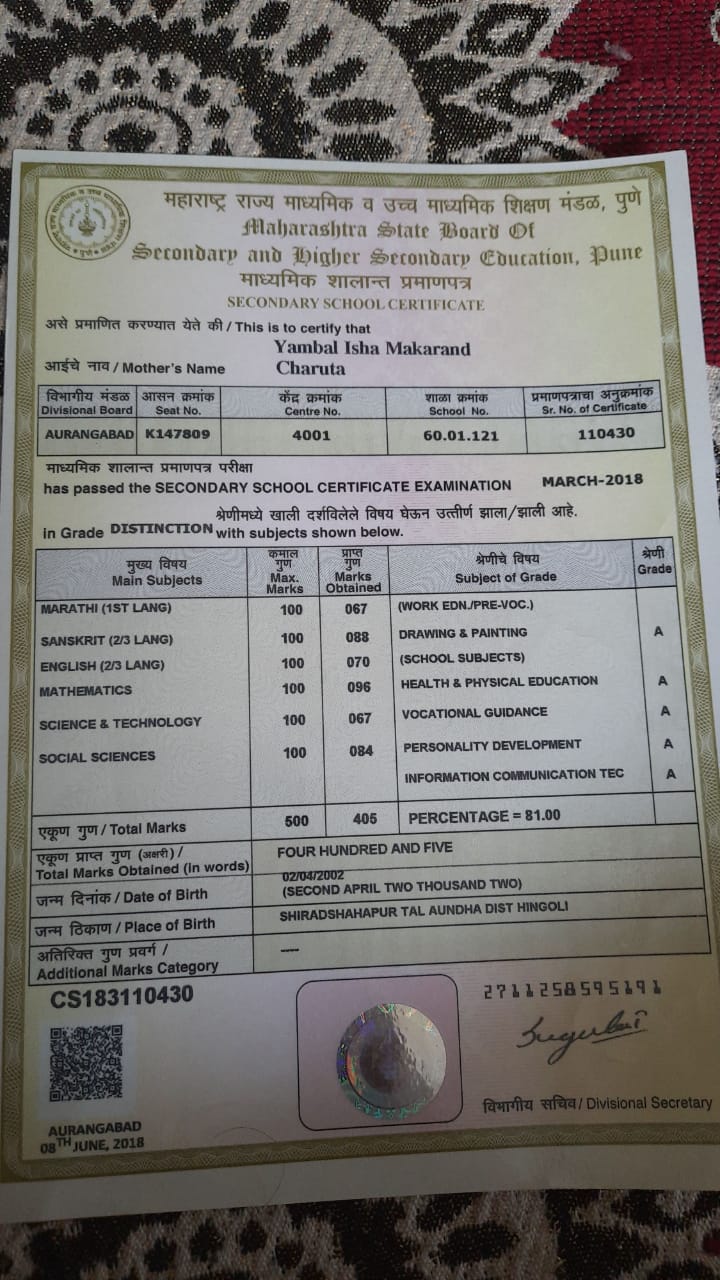 महाराष्ट्र राज्य माध्यमिक व उच्च माध्यमिक शिक्षण मंडळ, पुणे
Maharashtra State Board Of
Secondary and Higher Secondary Education, Pune
माध्यमिक शालान्त प्रमाणपत्र
SECONDARY SCHOOL CERTIFICATE
असे प्रमाणित करण्यात येते की / This is to certify that
Yambal Isha Makarand
आईचे नाव / Mother's Name Charuta
विभागीय मंडळ आसन क्रमांक केंद्र क्रमांक शाळा क्रमांक प्रमाणपत्राचा अनुक्रमांक
Divisional Board Seat No. Centre No. School No. Sr. No. of Certificate
AURANGABAD K147809 4001 60.01.121 110430
माध्यमिक शालान्त प्रमाणपत्र परीक्षा
has passed the SECONDARY SCHOOL CERTIFICATE EXAMINATION MARCH-2018
श्रेणीमध्ये खाली दर्शविलेले विषय घेऊन उत्तीर्ण झाला/झाली आहे.
in Grade DISTINCTION with subjects shown below.
मुख्य विषय कमाल गुण प्राप्त गुण श्रेणीचे विषय श्रेणी
Main Subjects Max. Marks Marks Obtained Subject of Grade Grade
MARATHI (1ST LANG) 100 067 (WORK EDN./PRE-VOC.)
SANSKRIT (2/3 LANG) 100 088 DRAWING & PAINTING A
ENGLISH (2/3 LANG) 100 070 (SCHOOL SUBJECTS)
MATHEMATICS 100 096 HEALTH & PHYSICAL EDUCATION A
SCIENCE & TECHNOLOGY 100 067 VOCATIONAL GUIDANCE A
SOCIAL SCIENCES 100 084 PERSONALITY DEVELOPMENT A
INFORMATION COMMUNICATION TEC A
एकूण गुण / Total Marks 500 405 PERCENTAGE = 81.00
एकूण प्राप्त गुण (अक्षरी) /
Total Marks Obtained (in words) FOUR HUNDRED AND FIVE
02/04/2002
जन्म दिनांक / Date of Birth (SECOND APRIL TWO THOUSAND TWO)
जन्म ठिकाण / Place of Birth SHIRADSHAHAPUR TAL AUNDHA DIST HINGOLI
अतिरिक्त गुण प्रवर्ग /
Additional Marks Category ----
CS183110430
2711258595191
विभागीय सचिव / Divisional Secretary
AURANGABAD
08TH JUNE, 2018